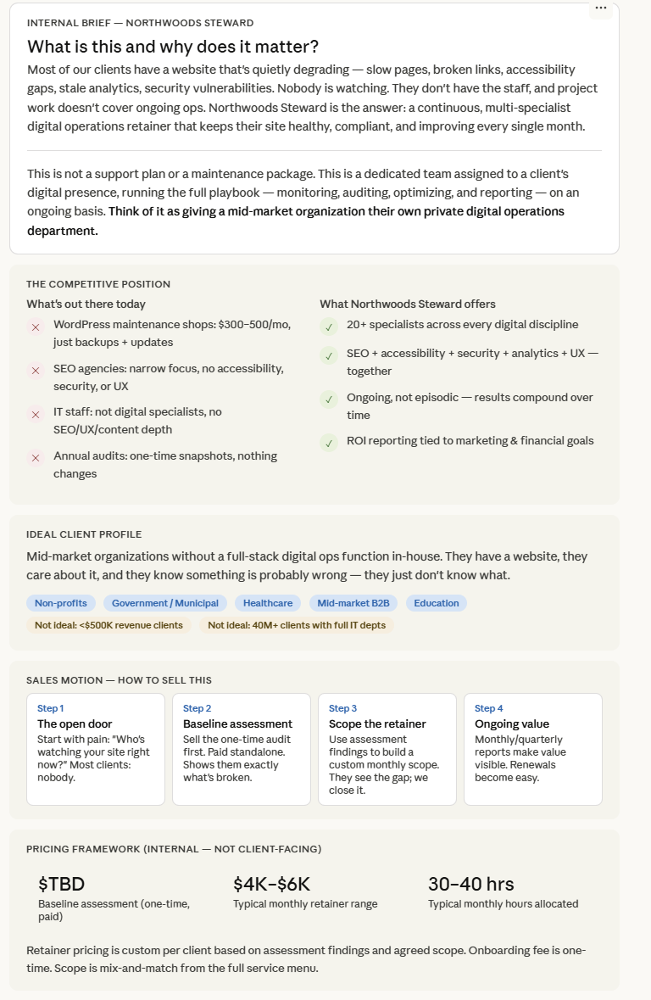 INTERNAL BRIEF — NORTHWOODS STEWARD
What is this and why does it matter?
Most of our clients have a website that's quietly degrading — slow pages, broken links, accessibility
gaps, stale analytics, security vulnerabilities. Nobody is watching. They don't have the staff, and project
work doesn't cover ongoing ops. Northwoods Steward is the answer: a continuous, multi-specialist
digital operations retainer that keeps their site healthy, compliant, and improving every single month.
This is not a support plan or a maintenance package. This is a dedicated team assigned to a client's
digital presence, running the full playbook — monitoring, auditing, optimizing, and reporting — on an
ongoing basis. Think of it as giving a mid-market organization their own private digital operations
department.
THE COMPETITIVE POSITION
What's out there today
WordPress maintenance shops: $300–500/mo,
just backups + updates
SEO agencies: narrow focus, no accessibility,
security, or UX
IT staff: not digital specialists, no
SEO/UX/content depth
Annual audits: one-time snapshots, nothing
changes
What Northwoods Steward offers
20+ specialists across every digital discipline
SEO + accessibility + security + analytics + UX —
together
Ongoing, not episodic — results compound over
time
ROI reporting tied to marketing & financial goals
IDEAL CLIENT PROFILE
Mid-market organizations without a full-stack digital ops function in-house. They have a website, they
care about it, and they know something is probably wrong — they just don't know what.
Non-profits Government / Municipal Healthcare Mid-market B2B Education
Not ideal: <$500K revenue clients Not ideal: 40M+ clients with full IT depts
SALES MOTION — HOW TO SELL THIS
Step 1
The open door
Start with pain: "Who's
watching your site right
now?" Most clients:
nobody.
Step 2
Baseline assessment
Sell the one-time audit
first. Paid standalone.
Shows them exactly
what's broken.
Step 3
Scope the retainer
Use assessment
findings to build a
custom monthly scope.
They see the gap; we
close it.
Step 4
Ongoing value
Monthly/quarterly
reports make value
visible. Renewals
become easy.
PRICING FRAMEWORK (INTERNAL — NOT CLIENT-FACING)
$TBD
Baseline assessment (one-time,
paid)
$4K–$6K
Typical monthly retainer range
30–40 hrs
Typical monthly hours allocated
Retainer pricing is custom per client based on assessment findings and agreed scope. Onboarding fee is one-
time. Scope is mix-and-match from the full service menu.